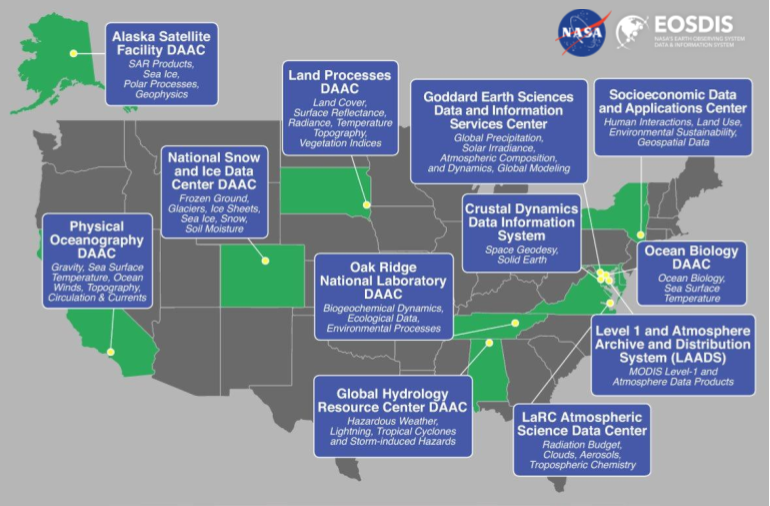 NASA
EOSDIS
NASA'S EARTH OBSERVING SYSTEM
DATA & INFORMATION SYSTEM
Alaska Satellite
Facility DAAC
SAR Products,
Sea Ice,
Polar Processes,
Geophysics
Land Processes
DAAC
Land Cover,
Surface Reflectance,
Radiance, Temperature
Topography,
Vegetation Indices
Goddard Earth Sciences
Data and Information
Services Center
Global Precipitation,
Solar Irradiance,
Atmospheric Composition,
and Dynamics, Global Modeling
Socioeconomic Data
and Applications Center
Human Interactions, Land Use,
Environmental Sustainability,
Geospatial Data
National Snow
and Ice Data
Center DAAC
Frozen Ground,
Glaciers, Ice Sheets,
Sea Ice, Snow,
Soil Moisture
Crustal Dynamics
Data Information
System
Space Geodesy,
Solid Earth
Physical
Oceanography
DAAC
Gravity, Sea Surface
Temperature, Ocean
Winds, Topography,
Circulation & Currents
Oak Ridge
National Laboratory
DAAC
Biogeochemical Dynamics,
Ecological Data,
Environmental Processes
Ocean Biology
DAAC
Ocean Biology,
Sea Surface
Temperature
Level 1 and Atmosphere
Archive and Distribution
System (LAADS)
MODIS Level-1 and
Atmosphere Data Products
Global Hydrology
Resource Center DAAC
Hazardous Weather,
Lightning, Tropical Cyclones
and Storm-induced Hazards
LaRC Atmospheric
Science Data Center
Radiation Budget,
Clouds, Aerosols,
Tropospheric Chemistry